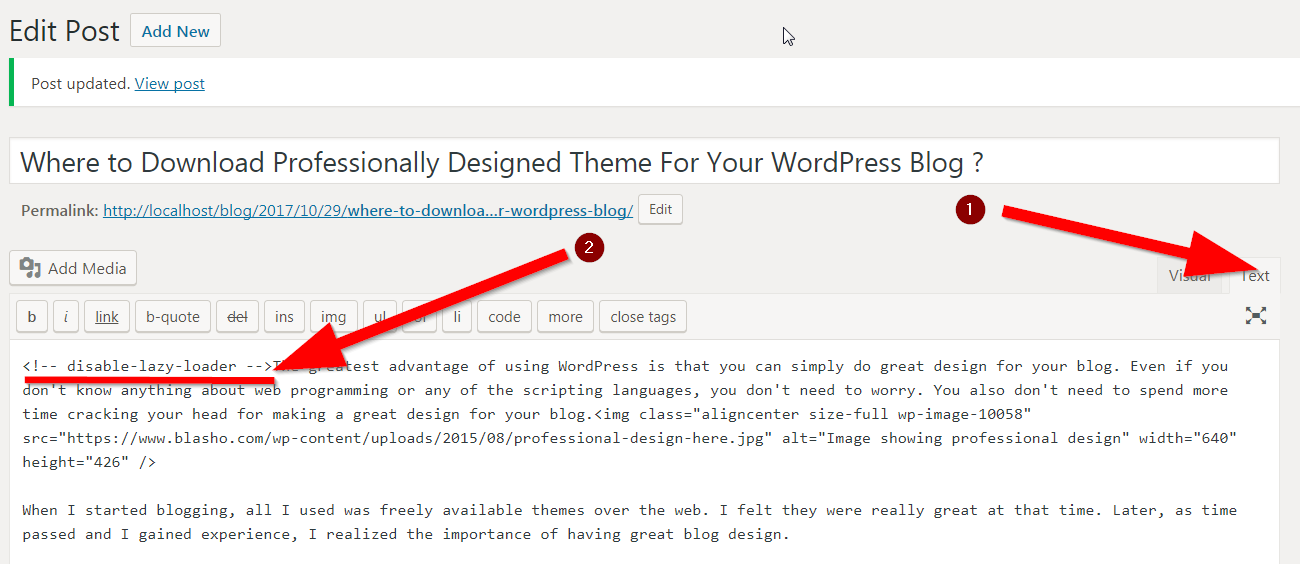 Edit Post Add New
Post updated. View post
Where to Download Professionally Designed Theme For Your WordPress Blog ?
Permalink: http://localhost/blog/2017/10/29/where-to-downloa...r-wordpress-blog/ Edit
1
2
Add Media
Visual Text
b i link b-quote del ins img ul li code more close tags
<!-- disable-lazy-loader -->The greatest advantage of using WordPress is that you can simply do great design for your blog. Even if you
don't know anything about web programming or any of the scripting languages, you don't need to worry. You also don't need to spend more
time cracking your head for making a great design for your blog.<img class="aligncenter size-full wp-image-10058"
src="https://www.blasho.com/wp-content/uploads/2015/08/professional-design-here.jpg" alt="Image showing professional design" width="640"
height="426" />
When I started blogging, all I used was freely available themes over the web. I felt they were really great at that time. Later, as time
passed and I gained experience, I realized the importance of having great blog design.